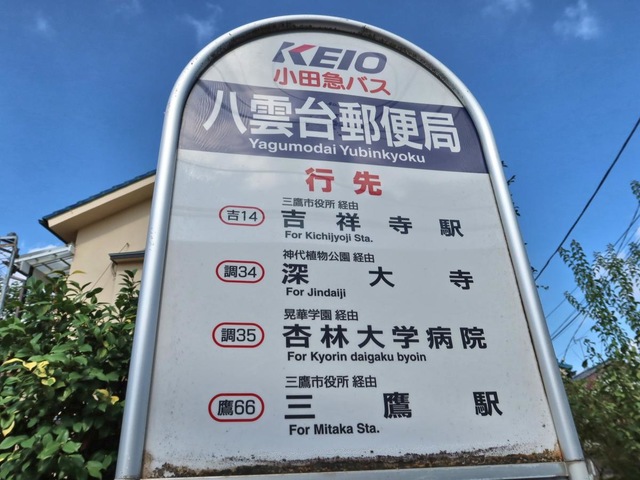 KEIO
小田急バス
八雲台郵便局
Yagumodai Yubinkyoku
行先
三鷹市役所 経由
吉14 吉祥寺駅
For Kichijyoji Sta.
神代植物公園 経由
調34 深大寺
For Jindaiji
晃華学園 経由
調35 杏林大学病院
For Kyorin daigaku byoin
三鷹市役所 経由
鷹66 三鷹駅
For Mitaka Sta.